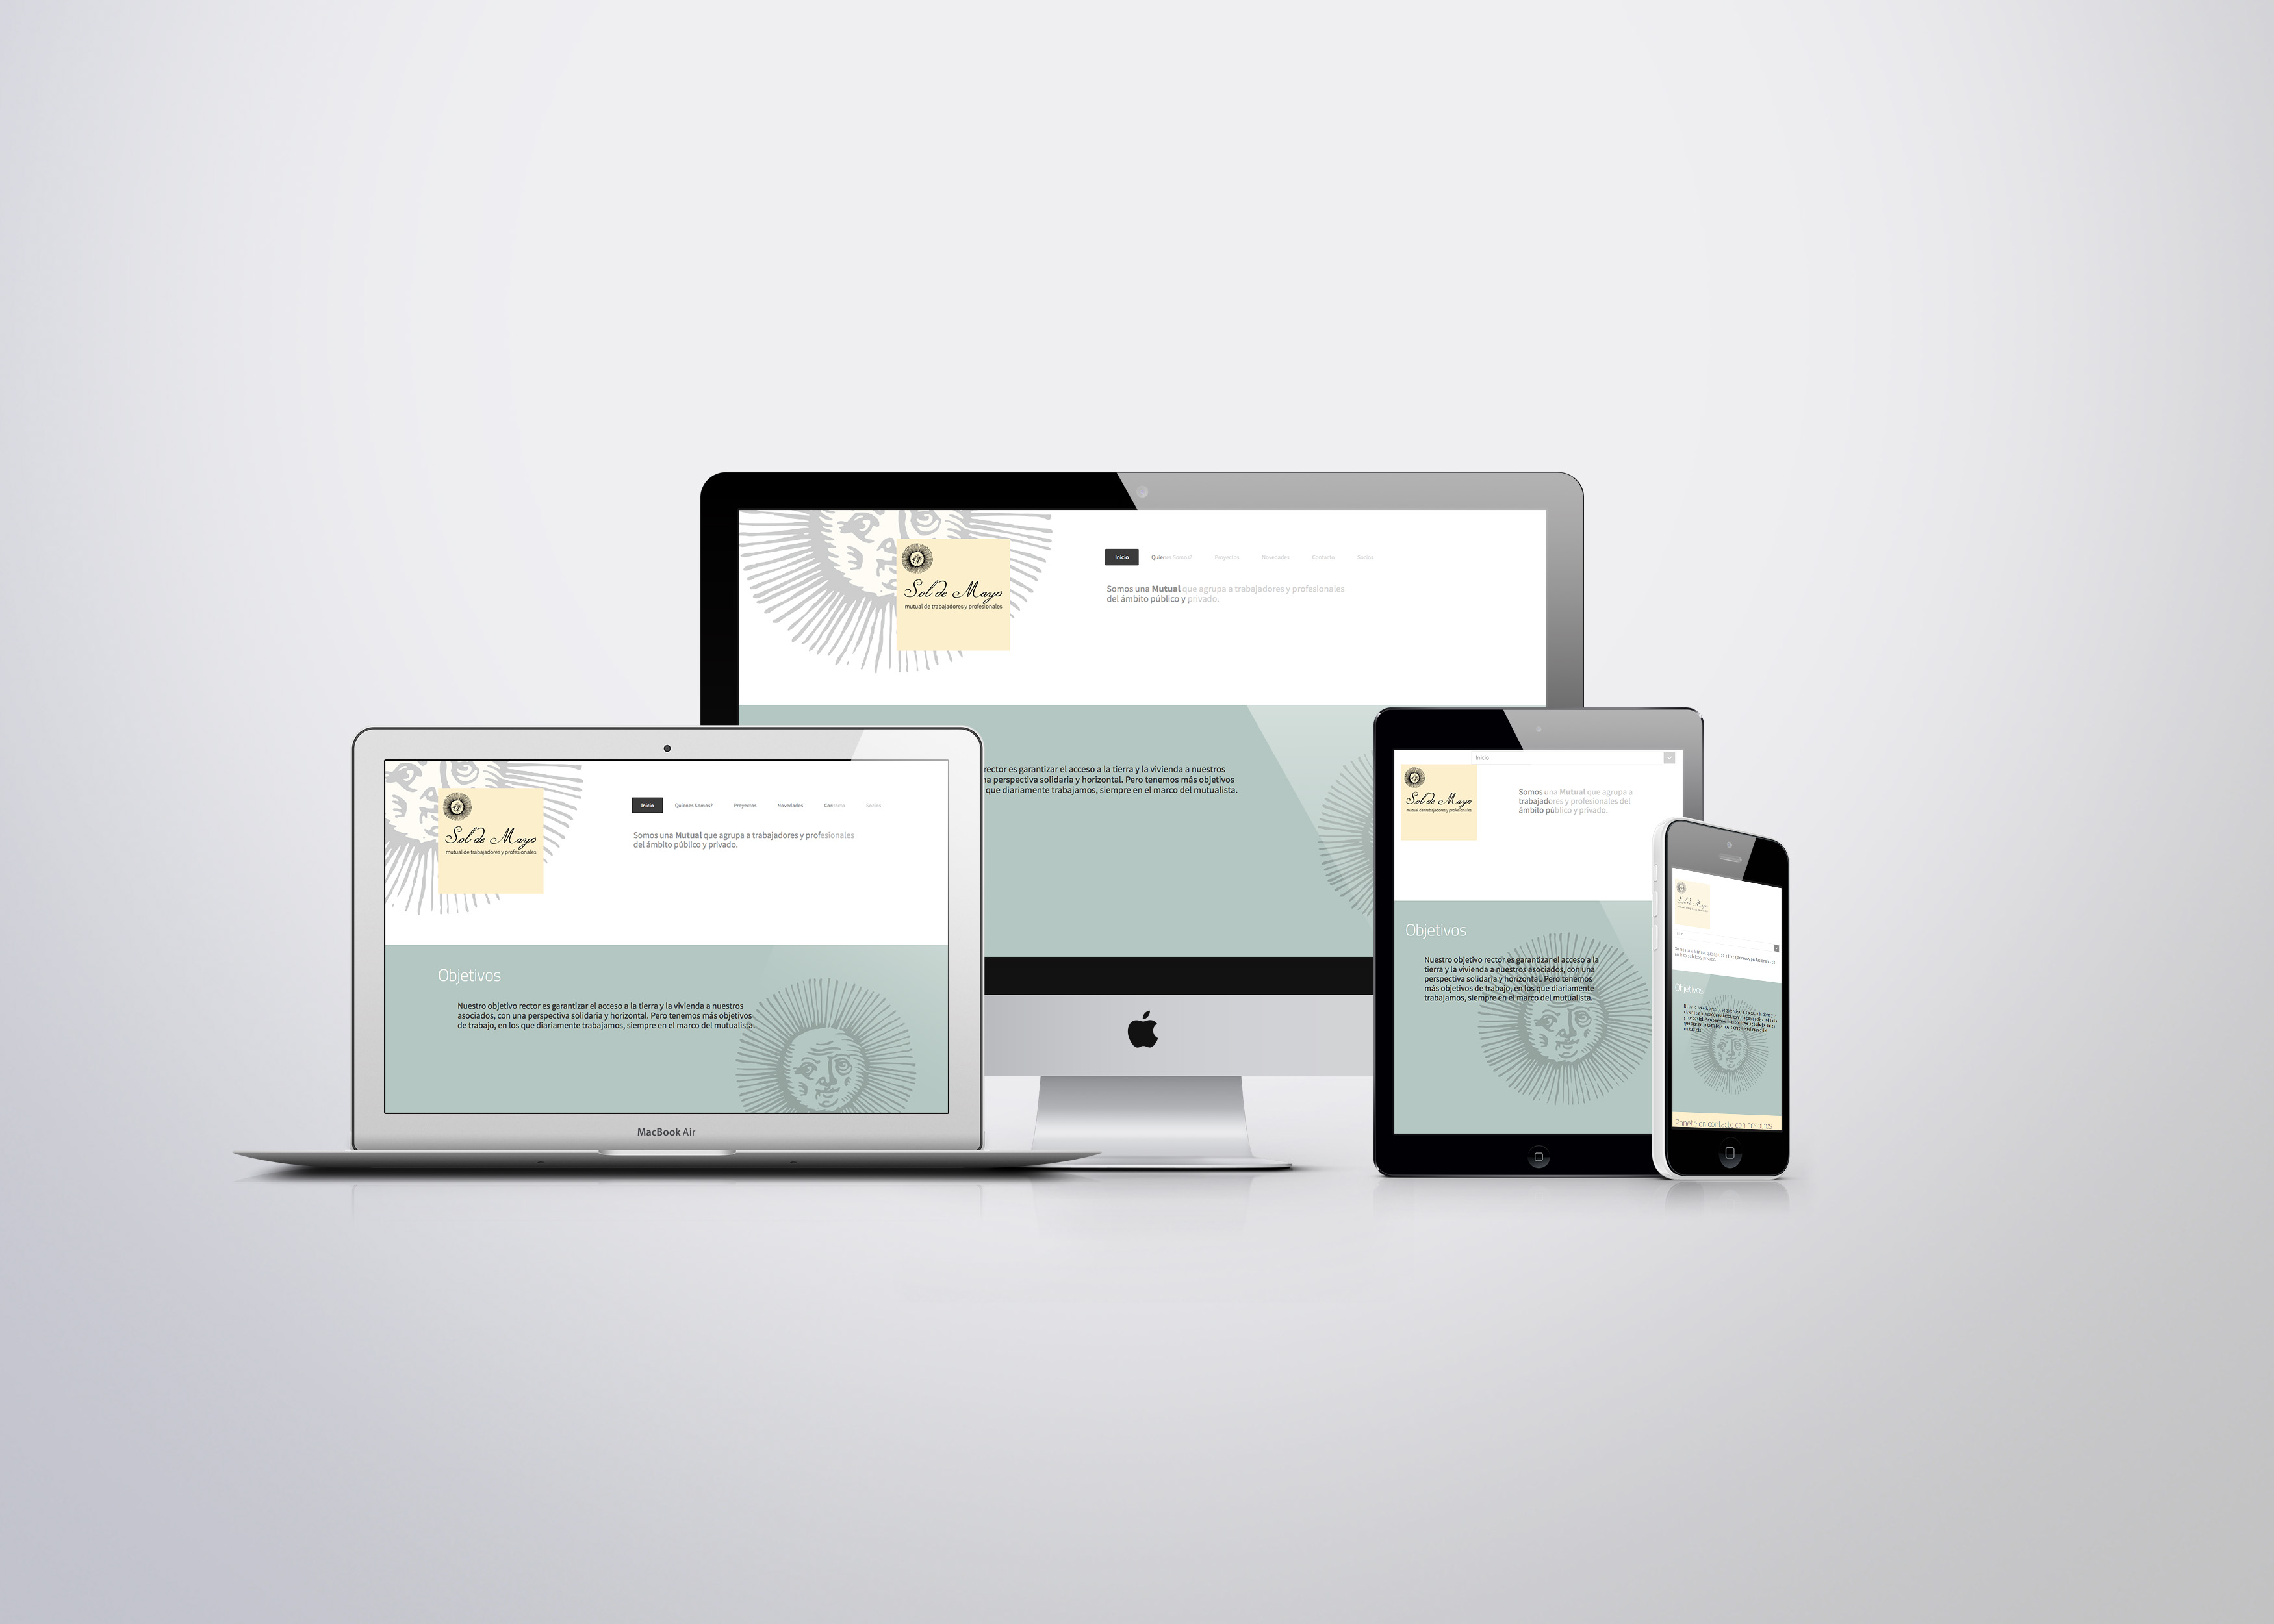 Sol de Mayo
mutual de trabajadores y profesionales
Inicio Quienes Somos? Proyectos Novedades Contacto Socios
Somos una Mutual que agrupa a trabajadores y profesionales
del ámbito público y privado.
rector es garantizar el acceso a la tierra y la vivienda a nuestros
na perspectiva solidaria y horizontal. Pero tenemos más objetivos
que diariamente trabajamos, siempre en el marco del mutualista.
Sol de Mayo
mutual de trabajadores y profesionales
Inicio Quienes Somos? Proyectos Novedades Contacto Socios
Somos una Mutual que agrupa a trabajadores y profesionales
del ámbito público y privado.
Objetivos
Nuestro objetivo rector es garantizar el acceso a la tierra y la vivienda a nuestros
asociados, con una perspectiva solidaria y horizontal. Pero tenemos más objetivos
de trabajo, en los que diariamente trabajamos, siempre en el marco del mutualista.
MacBook Air
Inicio
Sol de Mayo
mutual de trabajadores y profesionales
Somos una Mutual que agrupa a
trabajadores y profesionales del
ámbito público y privado.
Objetivos
Nuestro objetivo rector es garantizar el acceso a la
tierra y la vivienda a nuestros asociados, con una
perspectiva solidaria y horizontal. Pero tenemos
más objetivos de trabajo, en los que diariamente
trabajamos, siempre en el marco del mutualista.
Sol de Mayo
Objetivos
Ponete en contacto con nosotros